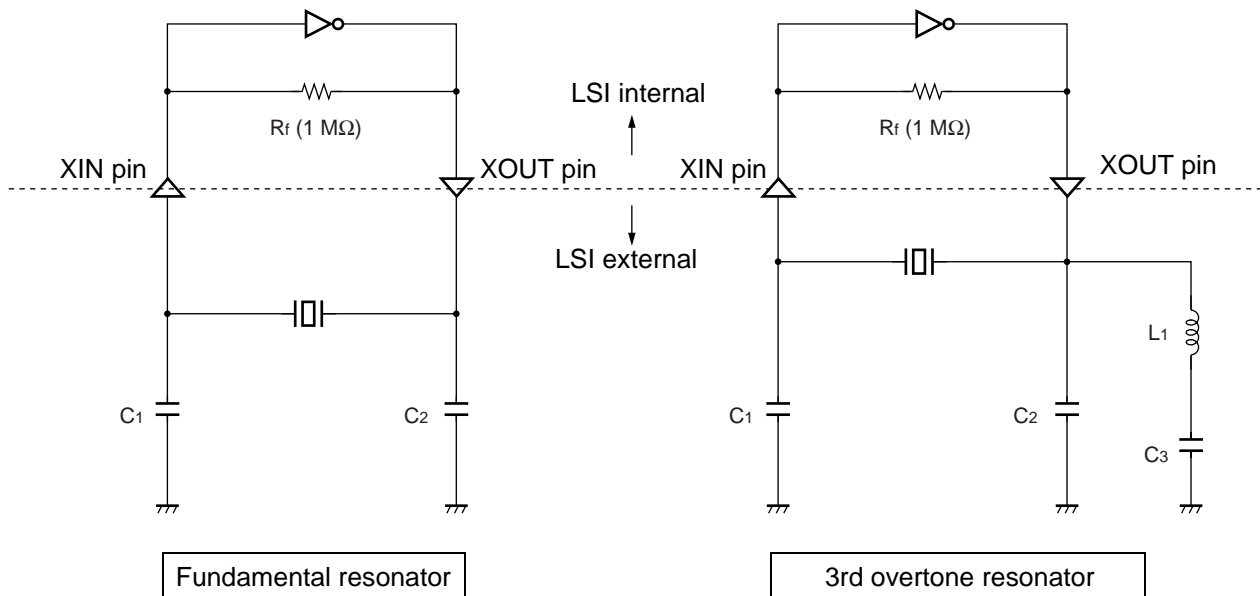 Rf (1 MΩ)
XIN pin
XOUT pin
C1
C2
Fundamental resonator
LSI internal
LSI external
Rf (1 MΩ)
XIN pin
XOUT pin
L1
C1
C2
C3
3rd overtone resonator